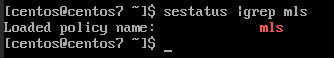 [centos@centos7 ~]$ sestatus |grep mls
Loaded policy name:             mls
[centos@centos7 ~]$ _